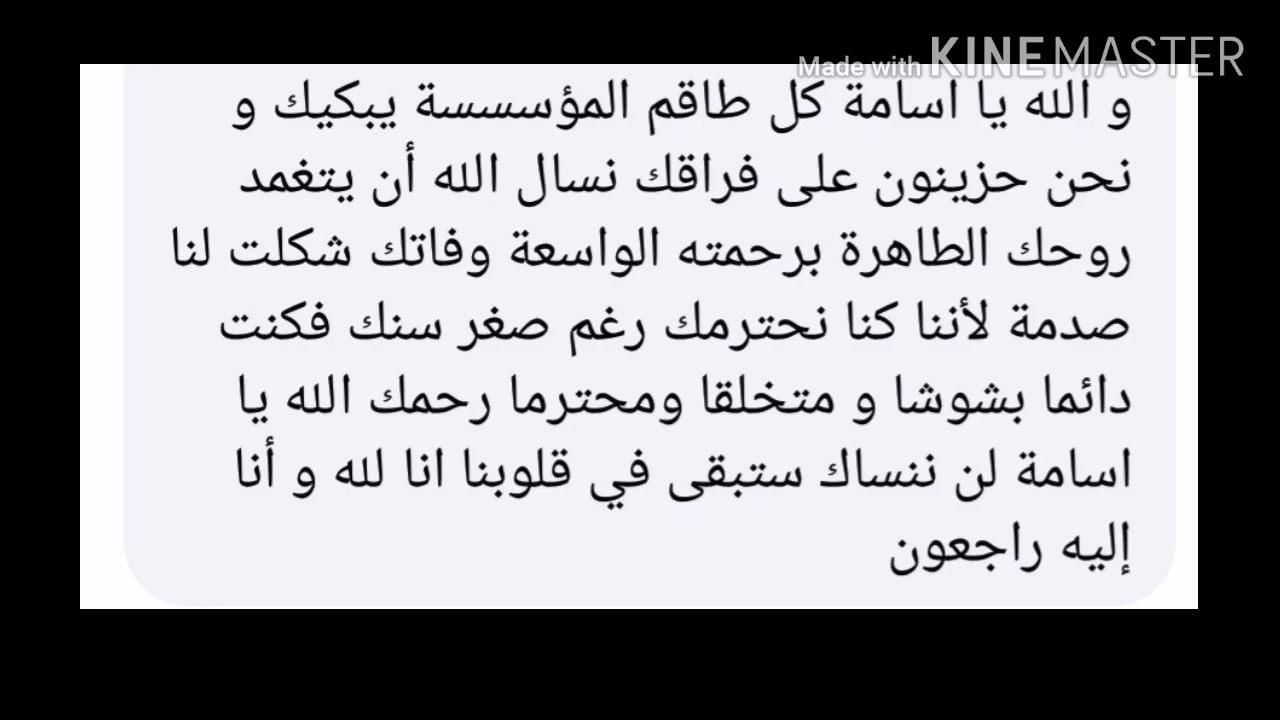 Made with KINEMASTER
و الله يا اسامة كل طاقم المؤسسسة يبكيك و
نحن حزينون على فراقك نسال الله أن يتغمد
روحك الطاهرة برحمته الواسعة وفاتك شكلت لنا
صدمة لأننا كنا نحترمك رغم صغر سنك فكنت
دائما بشوشا و متخلقا ومحترما رحمك الله يا
اسامة لن ننساك ستبقى في قلوبنا انا لله و أنا
إليه راجعون